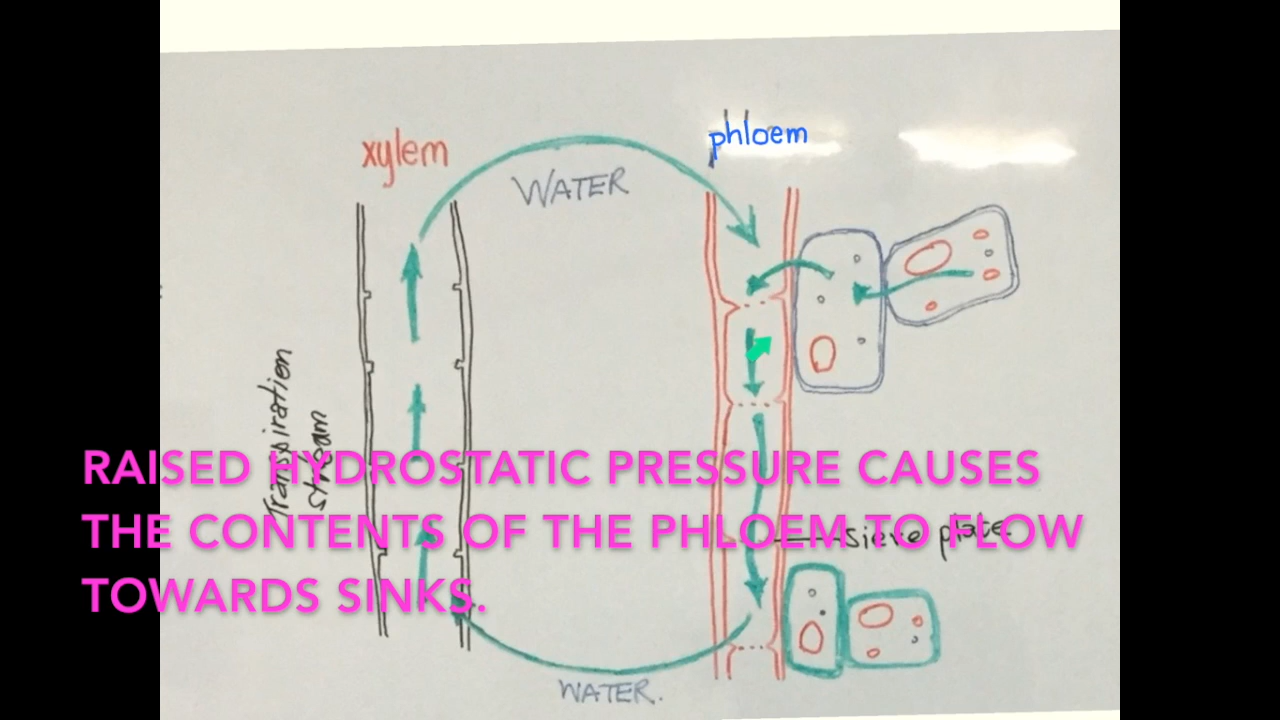 xylem
phloem
WATER
Transpiration
stream
RAISED HYDROSTATIC PRESSURE CAUSES
THE CONTENTS OF THE PHLOEM TO FLOW
TOWARDS SINKS.
sieve plate
WATER.